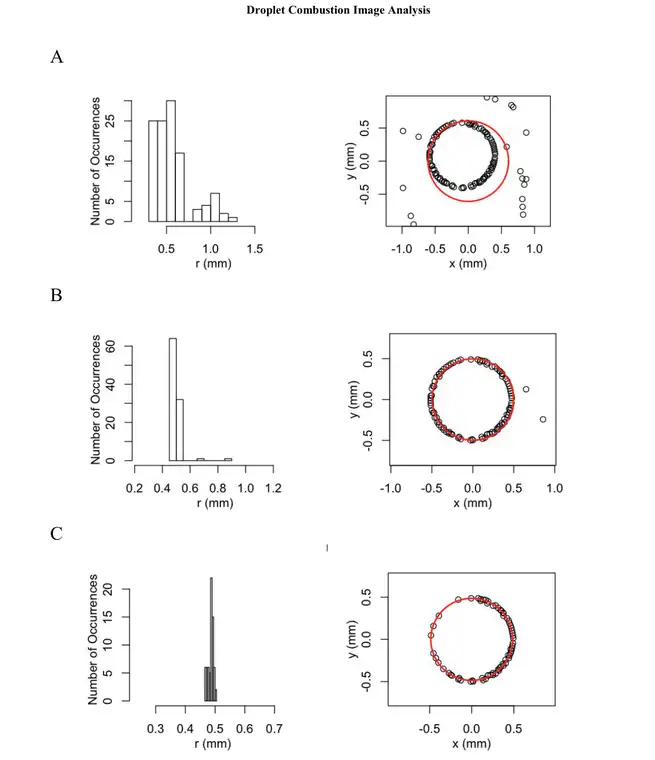 Droplet Combustion Image Analysis
A
Number of Occurrences
0 5 15 25
0.5 1.0 1.5
r (mm)
y (mm)
-0.5 0.0 0.5
-1.0 -0.5 0.0 0.5 1.0
x (mm)
B
Number of Occurrences
0 20 40 60
0.2 0.4 0.6 0.8 1.0 1.2
r (mm)
y (mm)
-0.5 0.0 0.5
-1.0 -0.5 0.0 0.5 1.0
x (mm)
C
Number of Occurrences
0 5 10 15 20
0.3 0.4 0.5 0.6 0.7
r (mm)
y (mm)
-0.5 0.0 0.5
-0.5 0.0 0.5
x (mm)